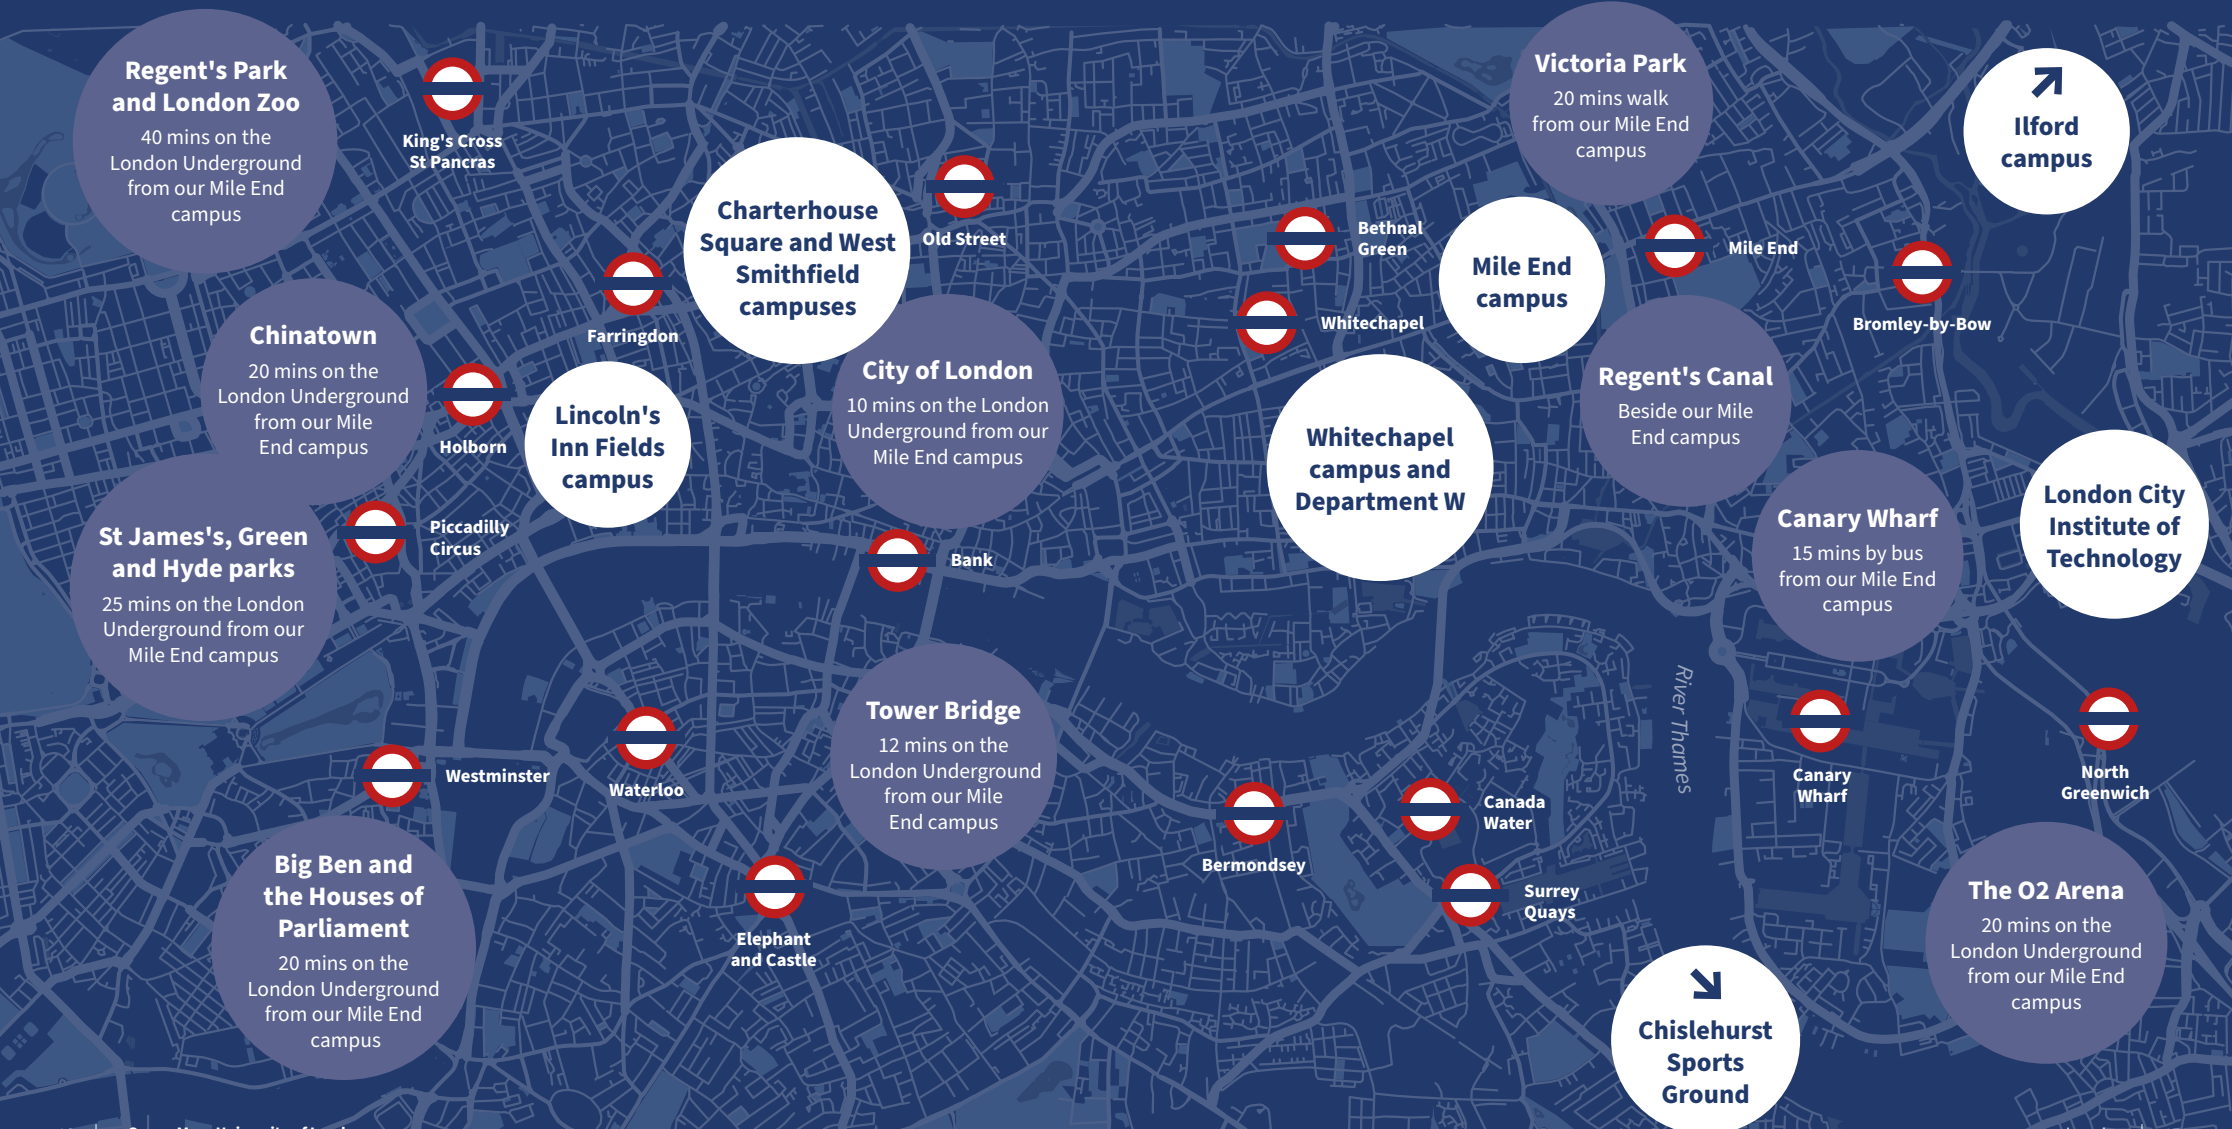 Regent's Park
and London Zoo
40 mins on the
London Underground
from our Mile End
campus
King's Cross
St Pancras
Charterhouse
Square and West
Smithfield
campuses
Old Street
Farringdon
Bethnal
Green
Whitechapel
Mile End
campus
Victoria Park
20 mins walk
from our Mile End
campus
Mile End
Ilford
campus
Bromley-by-Bow
Chinatown
20 mins on the
London Underground
from our Mile
End campus
Holborn
Lincoln's
Inn Fields
campus
City of London
10 mins on the London
Underground from our
Mile End campus
Whitechapel
campus and
Department W
Regent's Canal
Beside our Mile
End campus
Canary Wharf
15 mins by bus
from our Mile End
campus
London City
Institute of
Technology
St James's, Green
and Hyde parks
25 mins on the London
Underground from our
Mile End campus
Piccadilly
Circus
Bank
River Thames
Westminster
Waterloo
Tower Bridge
12 mins on the
London Underground
from our Mile
End campus
Bermondsey
Canada
Water
Surrey
Quays
Canary
Wharf
North
Greenwich
Big Ben and
the Houses of
Parliament
20 mins on the
London Underground
from our Mile End
campus
Elephant
and Castle
Chislehurst
Sports
Ground
The O2 Arena
20 mins on the
London Underground
from our Mile End
campus